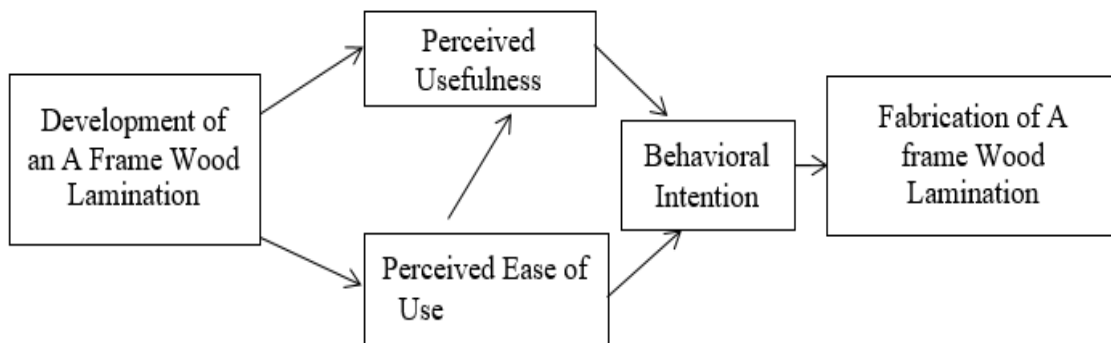 Development of
an A Frame Wood
Lamination
Perceived
Usefulness
Perceived Ease of
Use
Behavioral
Intention
Fabrication of A
frame Wood
Lamination